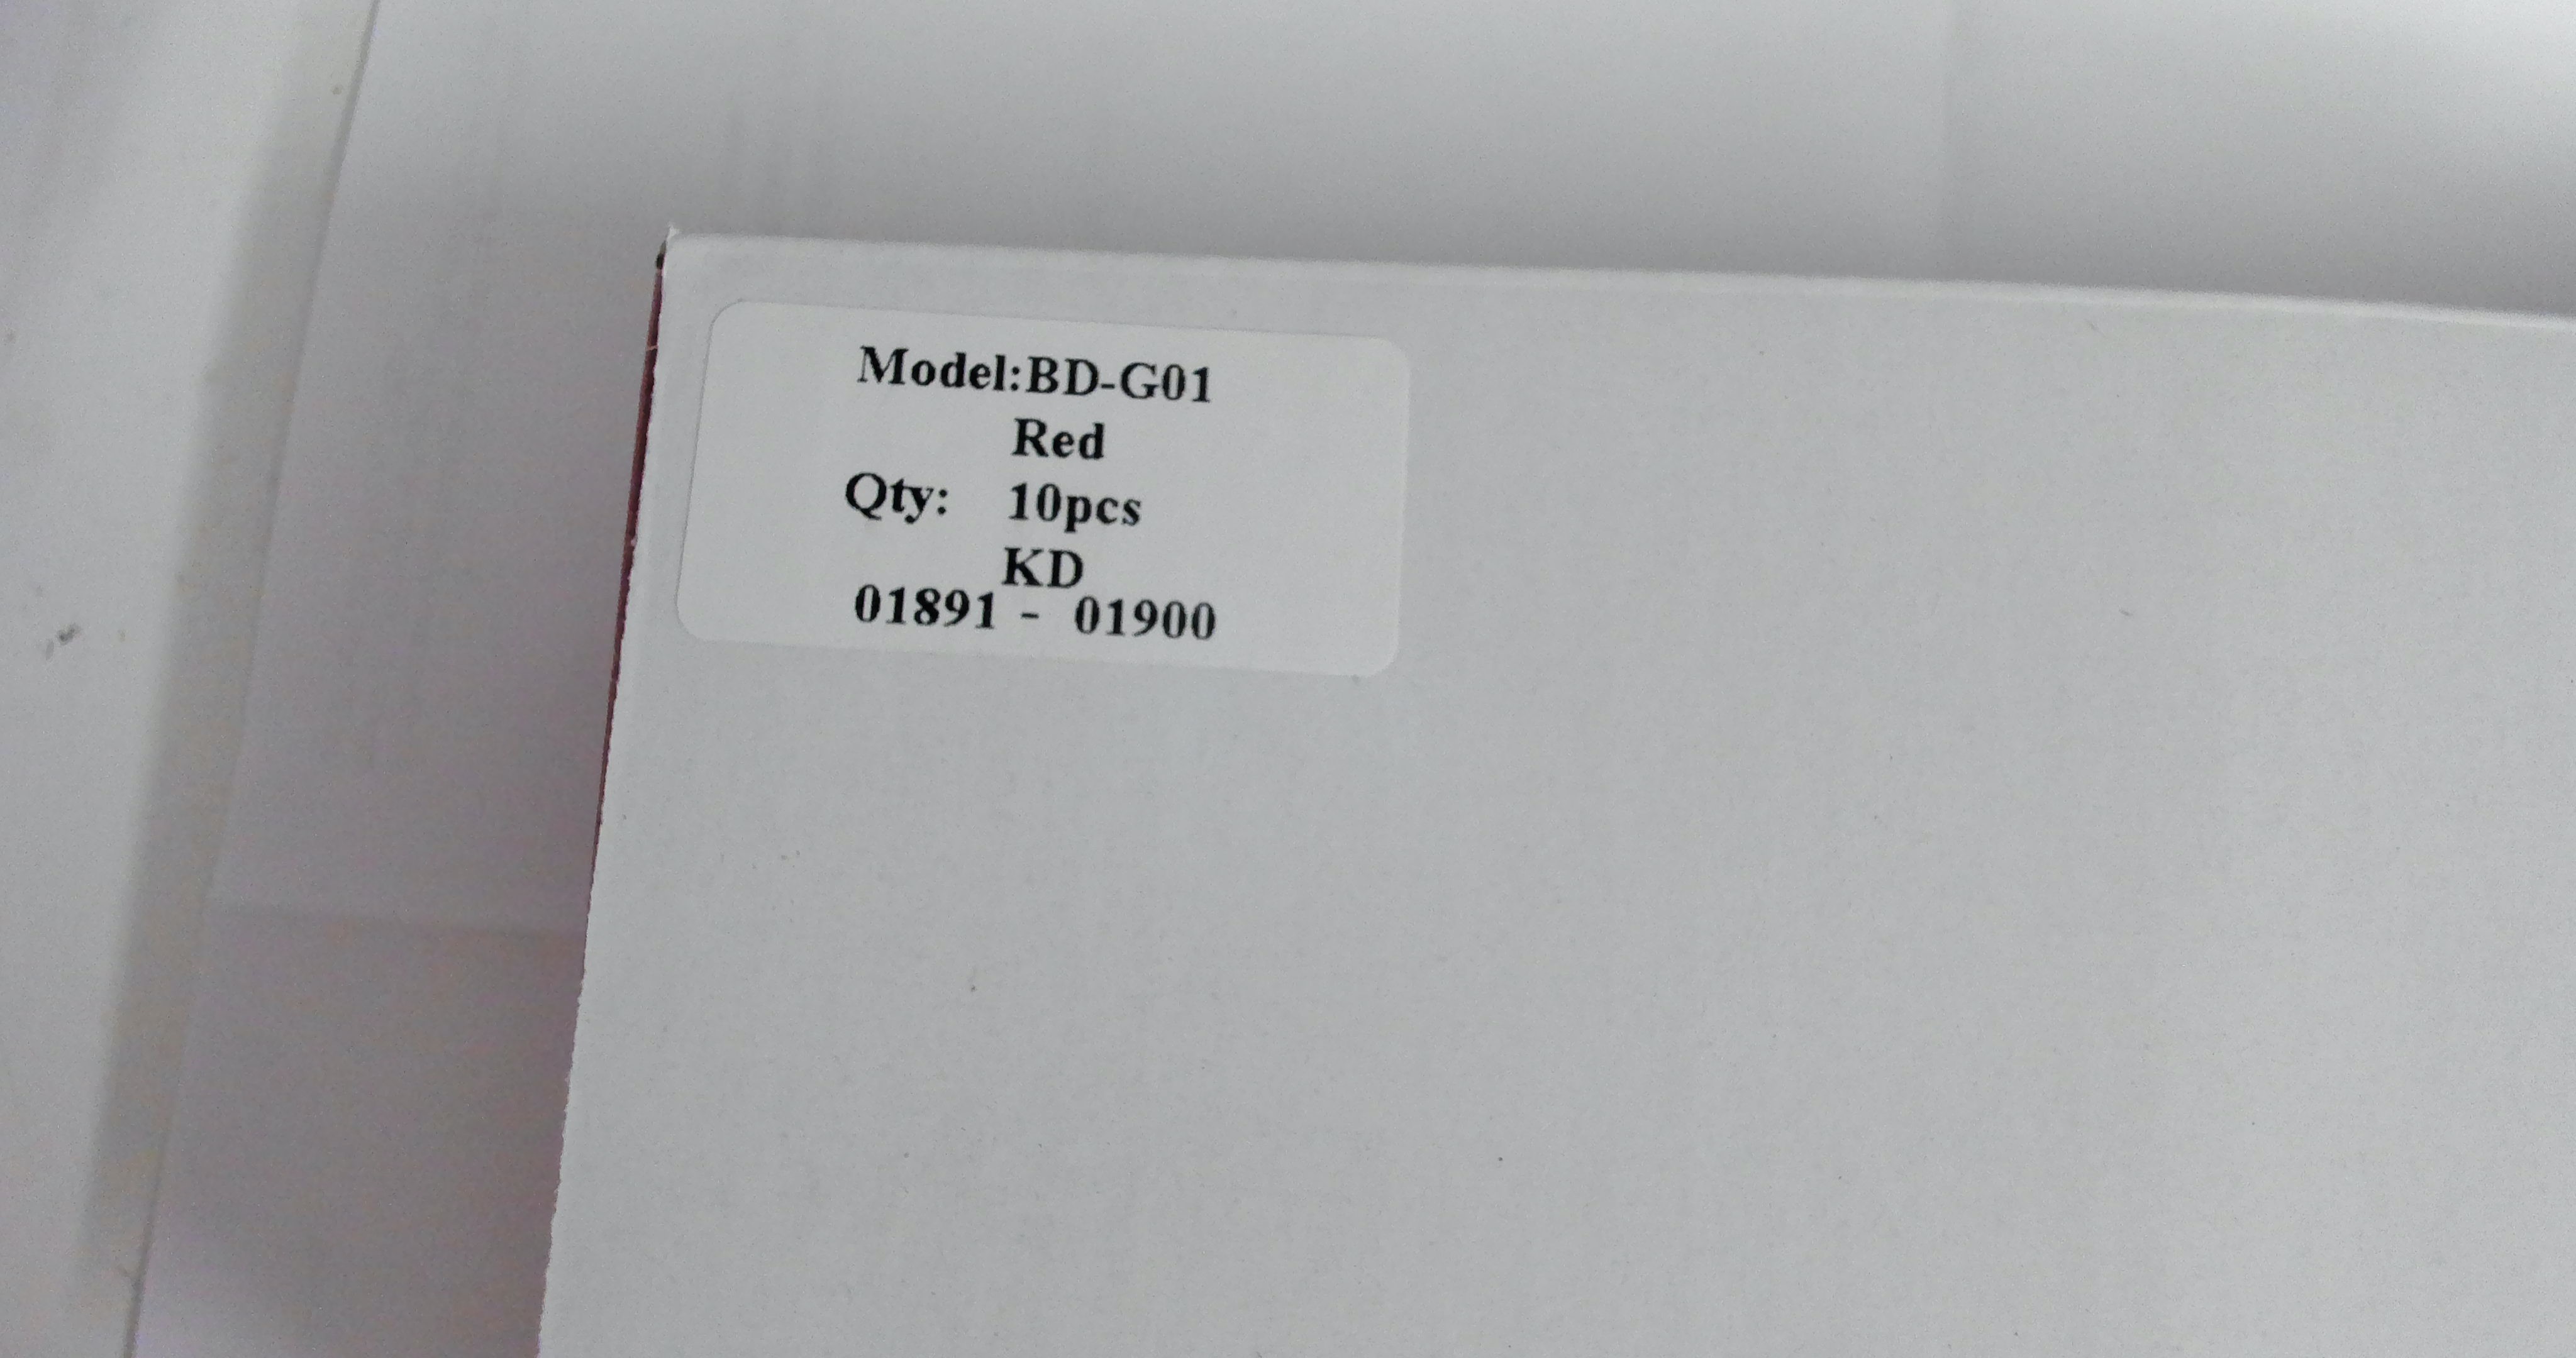 Model:BD-G01
Red
Qty: 10pcs
KD
01891 - 01900